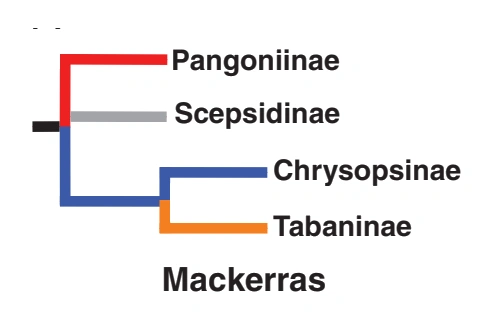 Pangoniinae
Scepsidinae
Chrysopsinae
Tabaninae
Mackerras